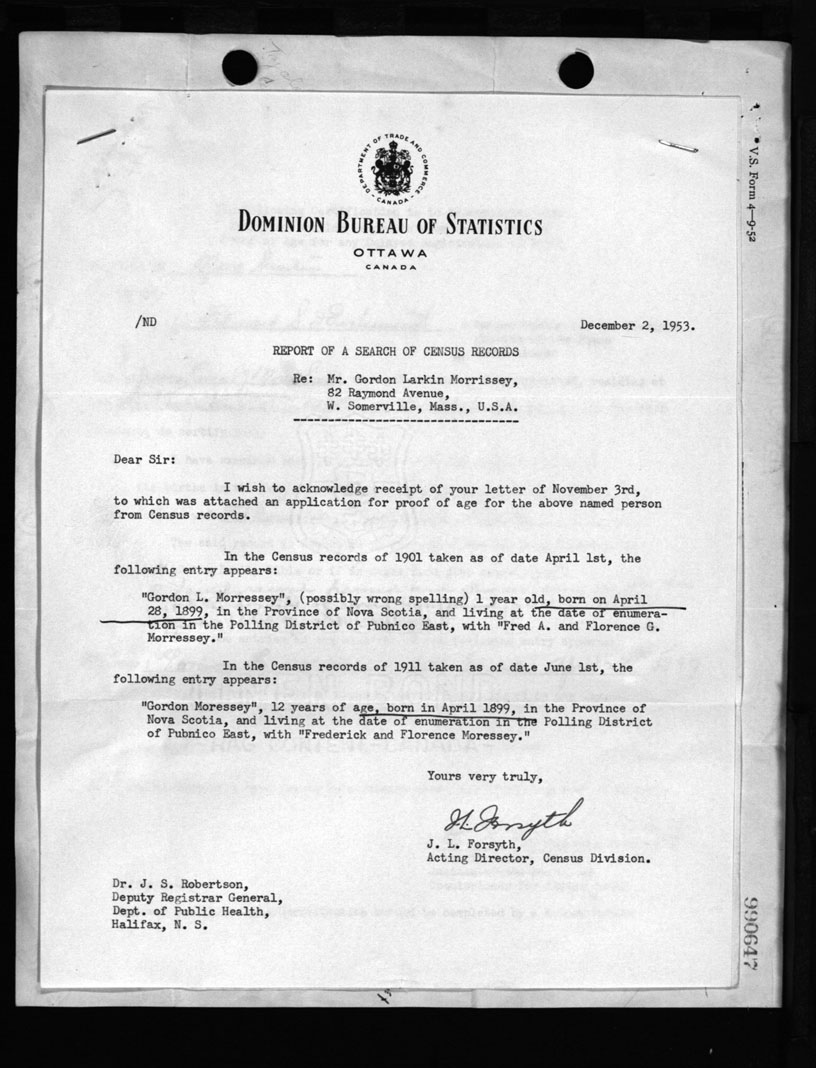 DEPARTMENT OF TRADE AND COMMERCE
- CANADA -
DOMINION BUREAU OF STATISTICS
OTTAWA
CANADA
/ND
December 2, 1953.
REPORT OF A SEARCH OF CENSUS RECORDS
Re: Mr. Gordon Larkin Morrissey,
82 Raymond Avenue,
W. Somerville, Mass., U.S.A.
Dear Sir:
I wish to acknowledge receipt of your letter of November 3rd,
to which was attached an application for proof of age for the above named person
from Census records.
In the Census records of 1901 taken as of date April 1st, the
following entry appears:
"Gordon L. Morressey", (possibly wrong spelling) 1 year old, born on April
28, 1899, in the Province of Nova Scotia, and living at the date of enumera-
tion in the Polling District of Pubnico East, with "Fred A. and Florence G.
Morressey."
In the Census records of 1911 taken as of date June 1st, the
following entry appears:
"Gordon Moressey", 12 years of age, born in April 1899, in the Province of
Nova Scotia, and living at the date of enumeration in the Polling District
of Pubnico East, with "Frederick and Florence Moressey."
Yours very truly,
J L Forsyth
J. L. Forsyth,
Acting Director, Census Division.
Dr. J. S. Robertson,
Deputy Registrar General,
Dept. of Public Health,
Halifax, N. S.
V.S. Form 4—9-52
990647